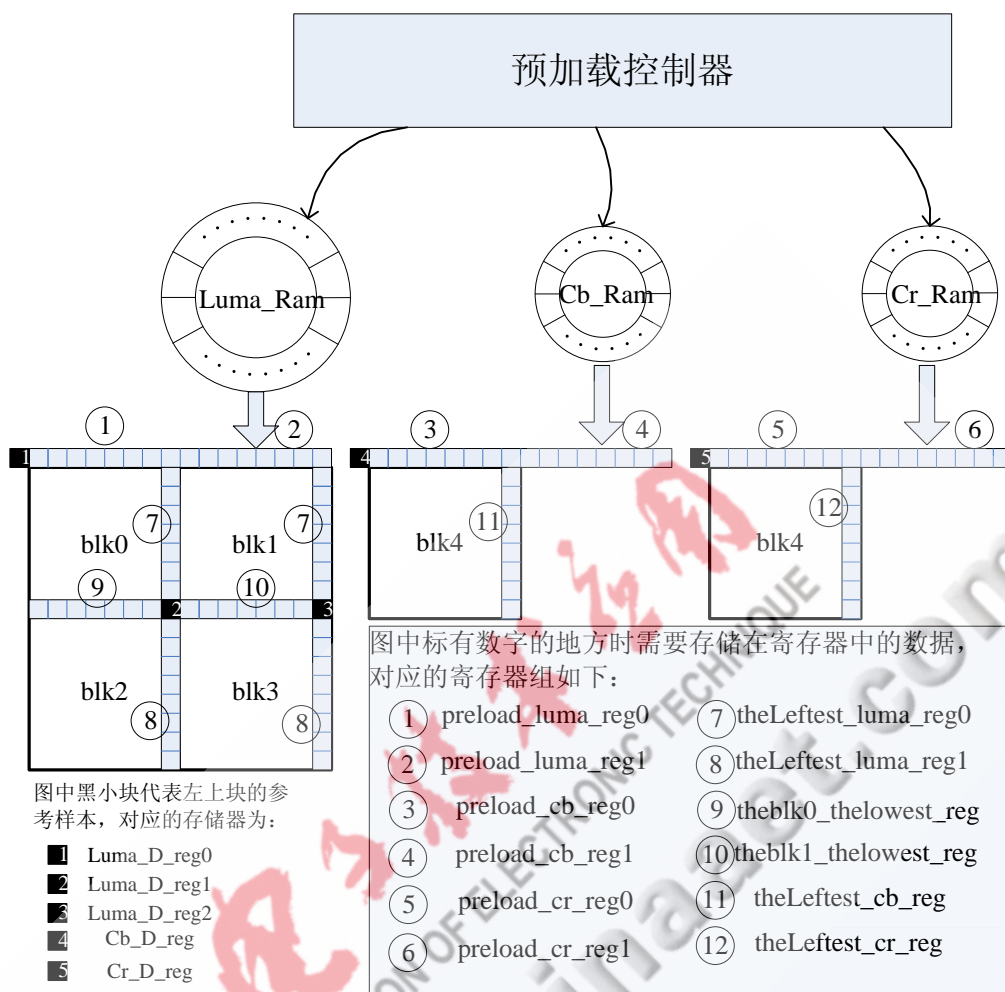 预加载控制器
Luma_Ram
Cb_Ram
Cr_Ram
① ② ③ ④ ⑤ ⑥
1 4 5
blk0 ⑦ blk1 ⑦ blk4 ⑪ blk4 ⑫
⑨ ⑩
2 3
blk2 ⑧ blk3 ⑧
图中标有数字的地方时需要存储在寄存器中的数据，
对应的寄存器组如下：
① preload_luma_reg0
② preload_luma_reg1
③ preload_cb_reg0
④ preload_cb_reg1
⑤ preload_cr_reg0
⑥ preload_cr_reg1
⑦ theLeftest_luma_reg0
⑧ theLeftest_luma_reg1
⑨ theblk0_thelowest_reg
⑩ theblk1_thelowest_reg
⑪ theLeftest_cb_reg
⑫ theLeftest_cr_reg
图中黑小块代表左上块的参
考样本，对应的存储器为：
1 Luma_D_reg0
2 Luma_D_reg1
3 Luma_D_reg2
4 Cb_D_reg
5 Cr_D_reg
ON OF ELECTRONIC TECHNIQUE
inaaet.com